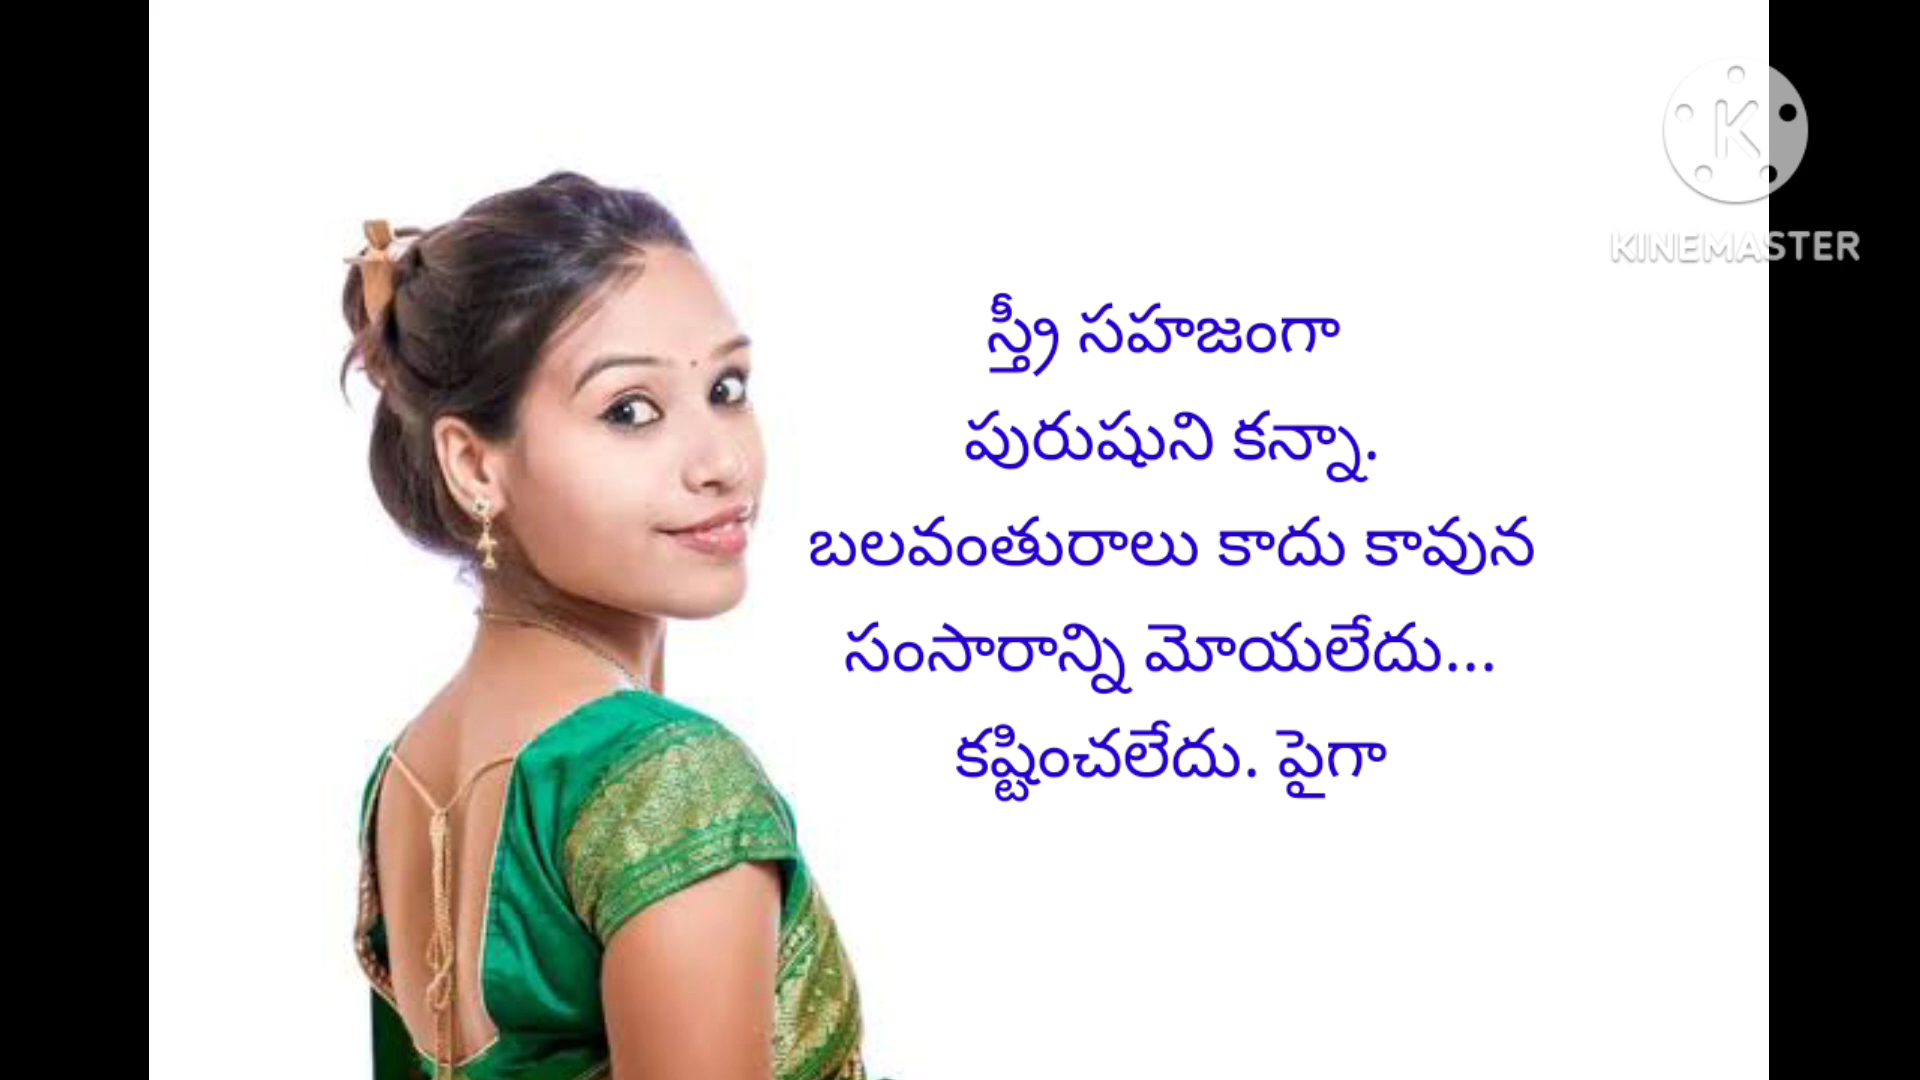 KINEMASTER
స్త్రీ సహజంగా
పురుషుని కన్నా.
బలవంతురాలు కాదు కావున
సంసారాన్ని మోయలేదు...
కష్టించలేదు. పైగా